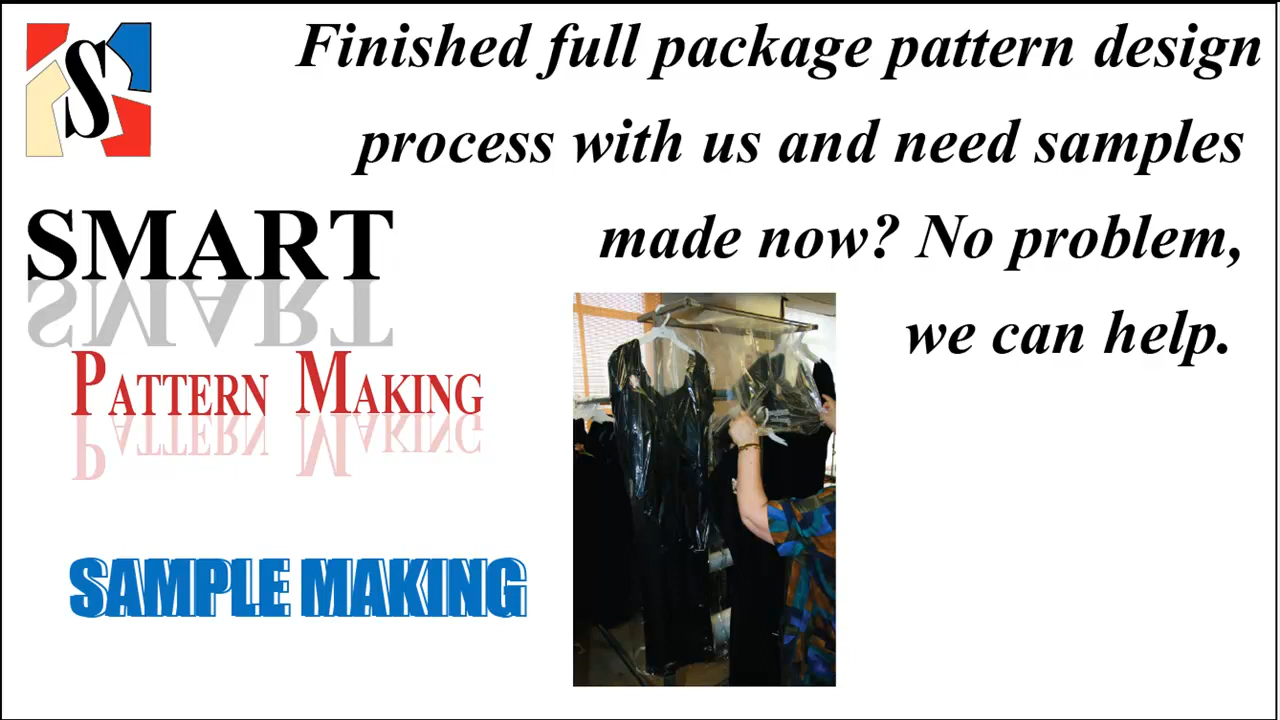 S
Finished full package pattern design
process with us and need samples
made now? No problem,
we can help.
SMART
PATTERN MAKING
SAMPLE MAKING